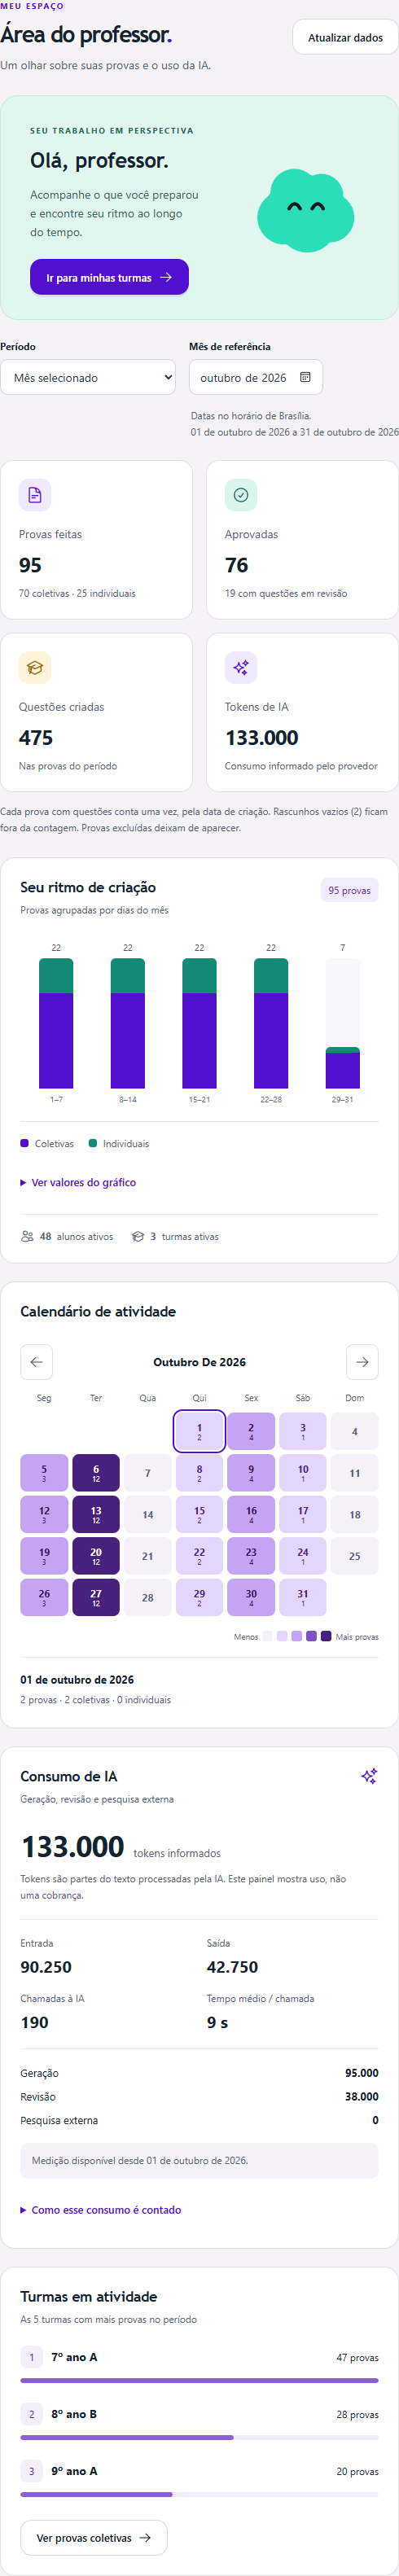 MEU ESPAÇO
Área do professor.
Atualizar dados
Um olhar sobre suas provas e o uso da IA.
SEU TRABALHO EM PERSPECTIVA
Olá, professor.
Acompanhe o que você preparou
e encontre seu ritmo ao longo
do tempo.
Ir para minhas turmas
Período
Mês de referência
Mês selecionado
outubro de 2026
Datas no horário de Brasília.
01 de outubro de 2026 a 31 de outubro de 2026
Provas feitas
95
70 coletivas · 25 individuais
Aprovadas
76
19 com questões em revisão
Questões criadas
475
Nas provas do período
Tokens de IA
133.000
Consumo informado pelo provedor
Cada prova com questões conta uma vez, pela data de criação. Rascunhos vazios (2) ficam
fora da contagem. Provas excluídas deixam de aparecer.
Seu ritmo de criação
95 provas
Provas agrupadas por dias do mês
22 22 22 22 7
1–7 8–14 15–21 22–28 29–31
Coletivas Individuais
Ver valores do gráfico
48 alunos ativos 3 turmas ativas
Calendário de atividade
Outubro De 2026
Seg Ter Qua Qui Sex Sáb Dom
1 2 3 4
2 4 1
5 6 7 8 9 10 11
3 12 2 4 1
12 13 14 15 16 17 18
3 12 2 4 1
19 20 21 22 23 24 25
3 12 2 4 1
26 27 28 29 30 31
3 12 2 4 1
Menos Mais provas
01 de outubro de 2026
2 provas · 2 coletivas · 0 individuais
Consumo de IA
Geração, revisão e pesquisa externa
133.000 tokens informados
Tokens são partes do texto processadas pela IA. Este painel mostra uso, não
uma cobrança.
Entrada
90.250
Saída
42.750
Chamadas à IA
190
Tempo médio / chamada
9 s
Geração 95.000
Revisão 38.000
Pesquisa externa 0
Medição disponível desde 01 de outubro de 2026.
Como esse consumo é contado
Turmas em atividade
As 5 turmas com mais provas no período
1 7º ano A 47 provas
2 8º ano B 28 provas
3 9º ano A 20 provas
Ver provas coletivas